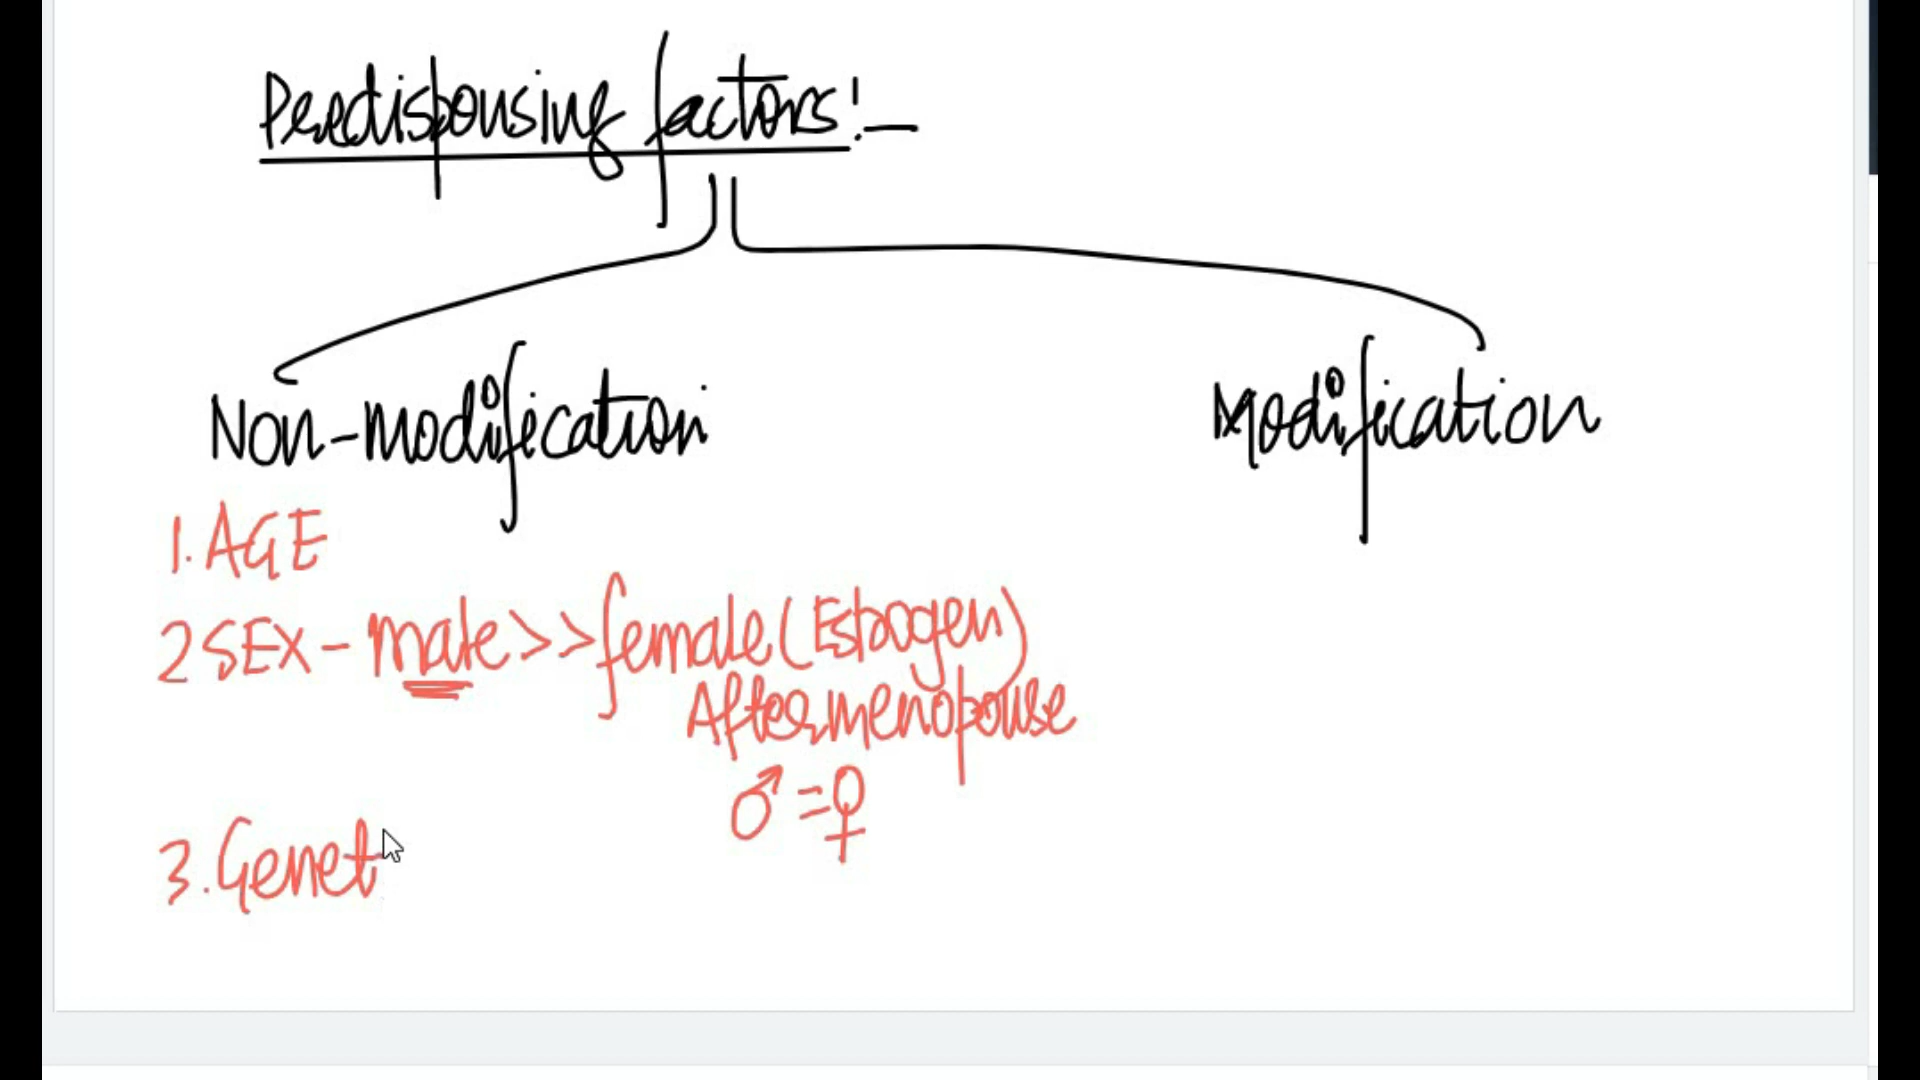 Predisposing factors:-
Non-modification
Modification
1. AGE
2 SEX - male >> female (Estrogen)
After menopause
♂ = ♀
3. Genet